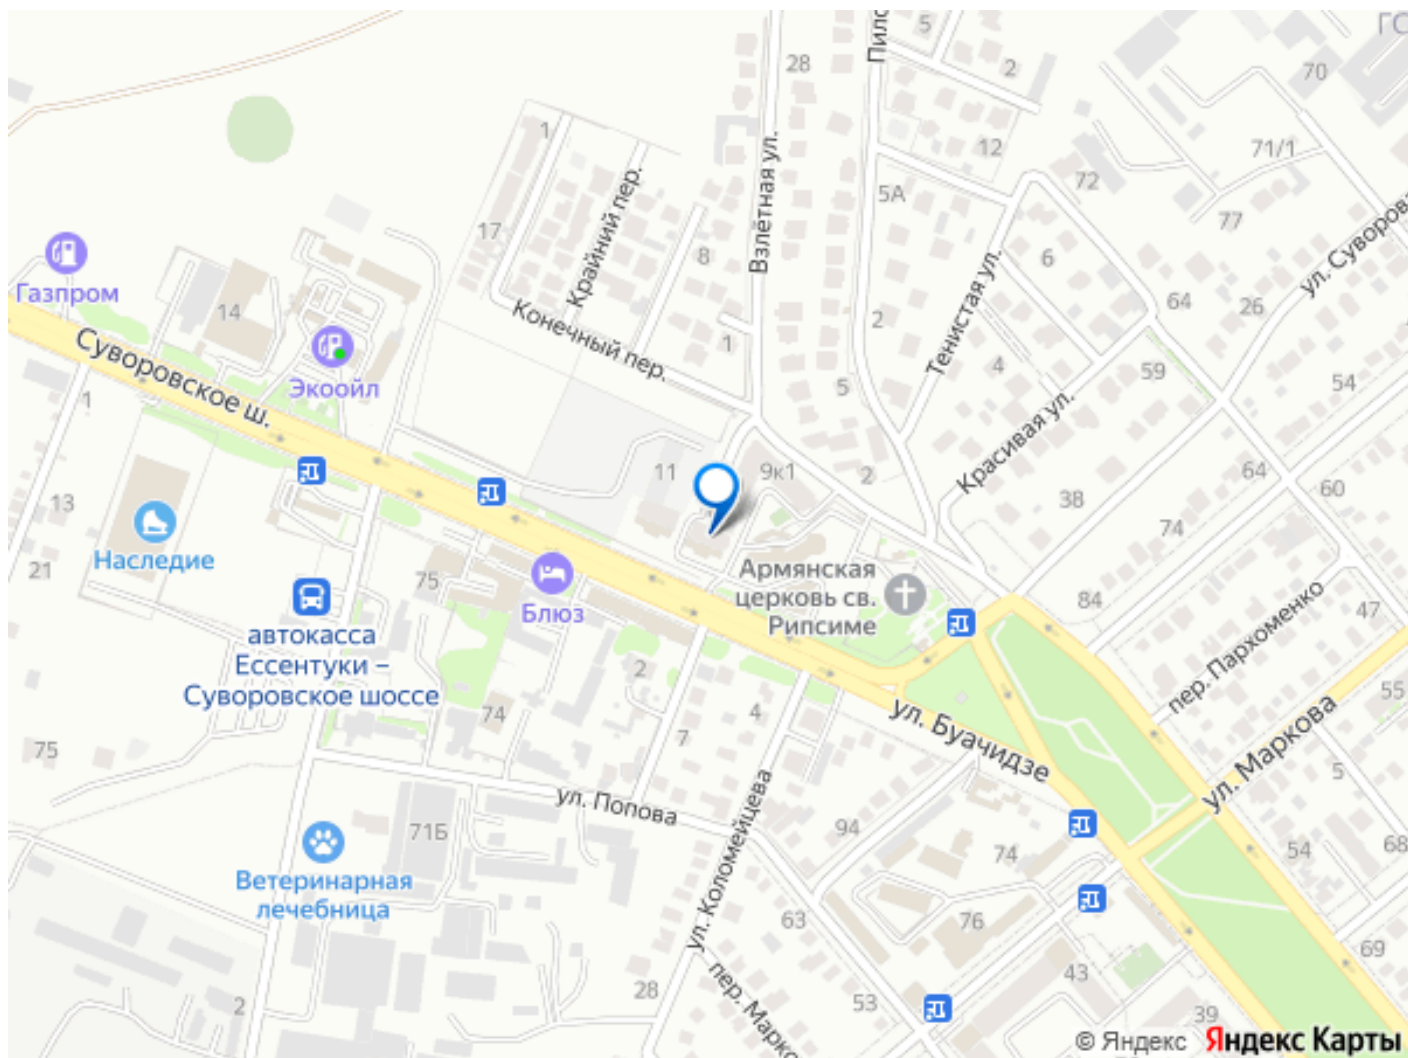 ГС
5
28
Пило
2
70
1
12
71/1
Взлётная ул.
Крайний пер.
5А
72
77
17
8
6
ул. Суворова
Газпром
Конечный пер.
Тенистая ул.
64
26
14
2
Суворовское ш.
Экоойл
1
5
4
59
54
1
Красивая ул.
11
9к1
2
64
60
13
38
74
Наследие
21
75
Блюз
Армянская
церковь св.
Рипсиме
84
47
пер. Пархоменко
автокасса
Ессентуки –
Суворовское шоссе
2
55
74
4
7
ул. Буачидзе
ул. Маркова
75
5
ул. Попова
71Б
94
ул. Коломейцева
74
54
68
Ветеринарная
лечебница
63
76
69
пер. Марко
43
2
28
53
39
© Яндекс Яндекс Карты